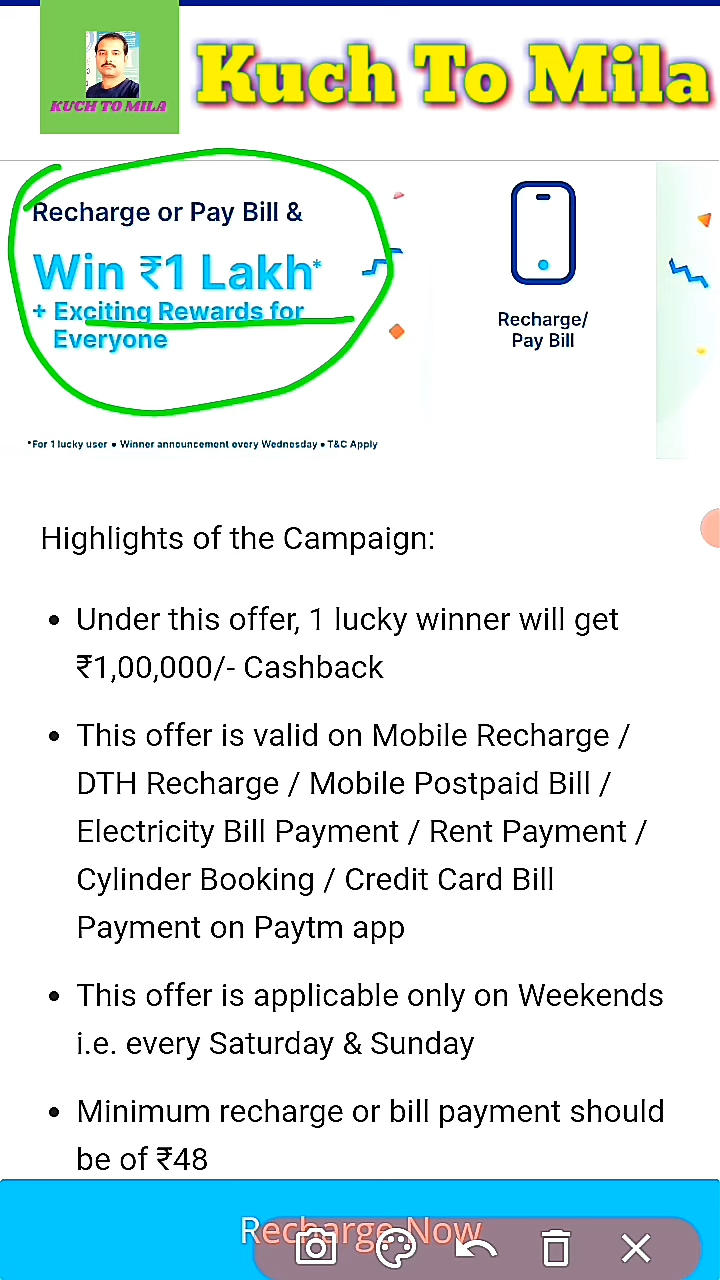 KUCH TO MILA
Kuch To Mila
Recharge or Pay Bill &
Win ₹1 Lakh*
+ Exciting Rewards for
Everyone
*For 1 lucky user • Winner announcement every Wednesday • T&C Apply
Recharge/
Pay Bill
Highlights of the Campaign:
• Under this offer, 1 lucky winner will get
₹1,00,000/- Cashback
• This offer is valid on Mobile Recharge /
DTH Recharge / Mobile Postpaid Bill /
Electricity Bill Payment / Rent Payment /
Cylinder Booking / Credit Card Bill
Payment on Paytm app
• This offer is applicable only on Weekends
i.e. every Saturday & Sunday
• Minimum recharge or bill payment should
be of ₹48
Recharge Now